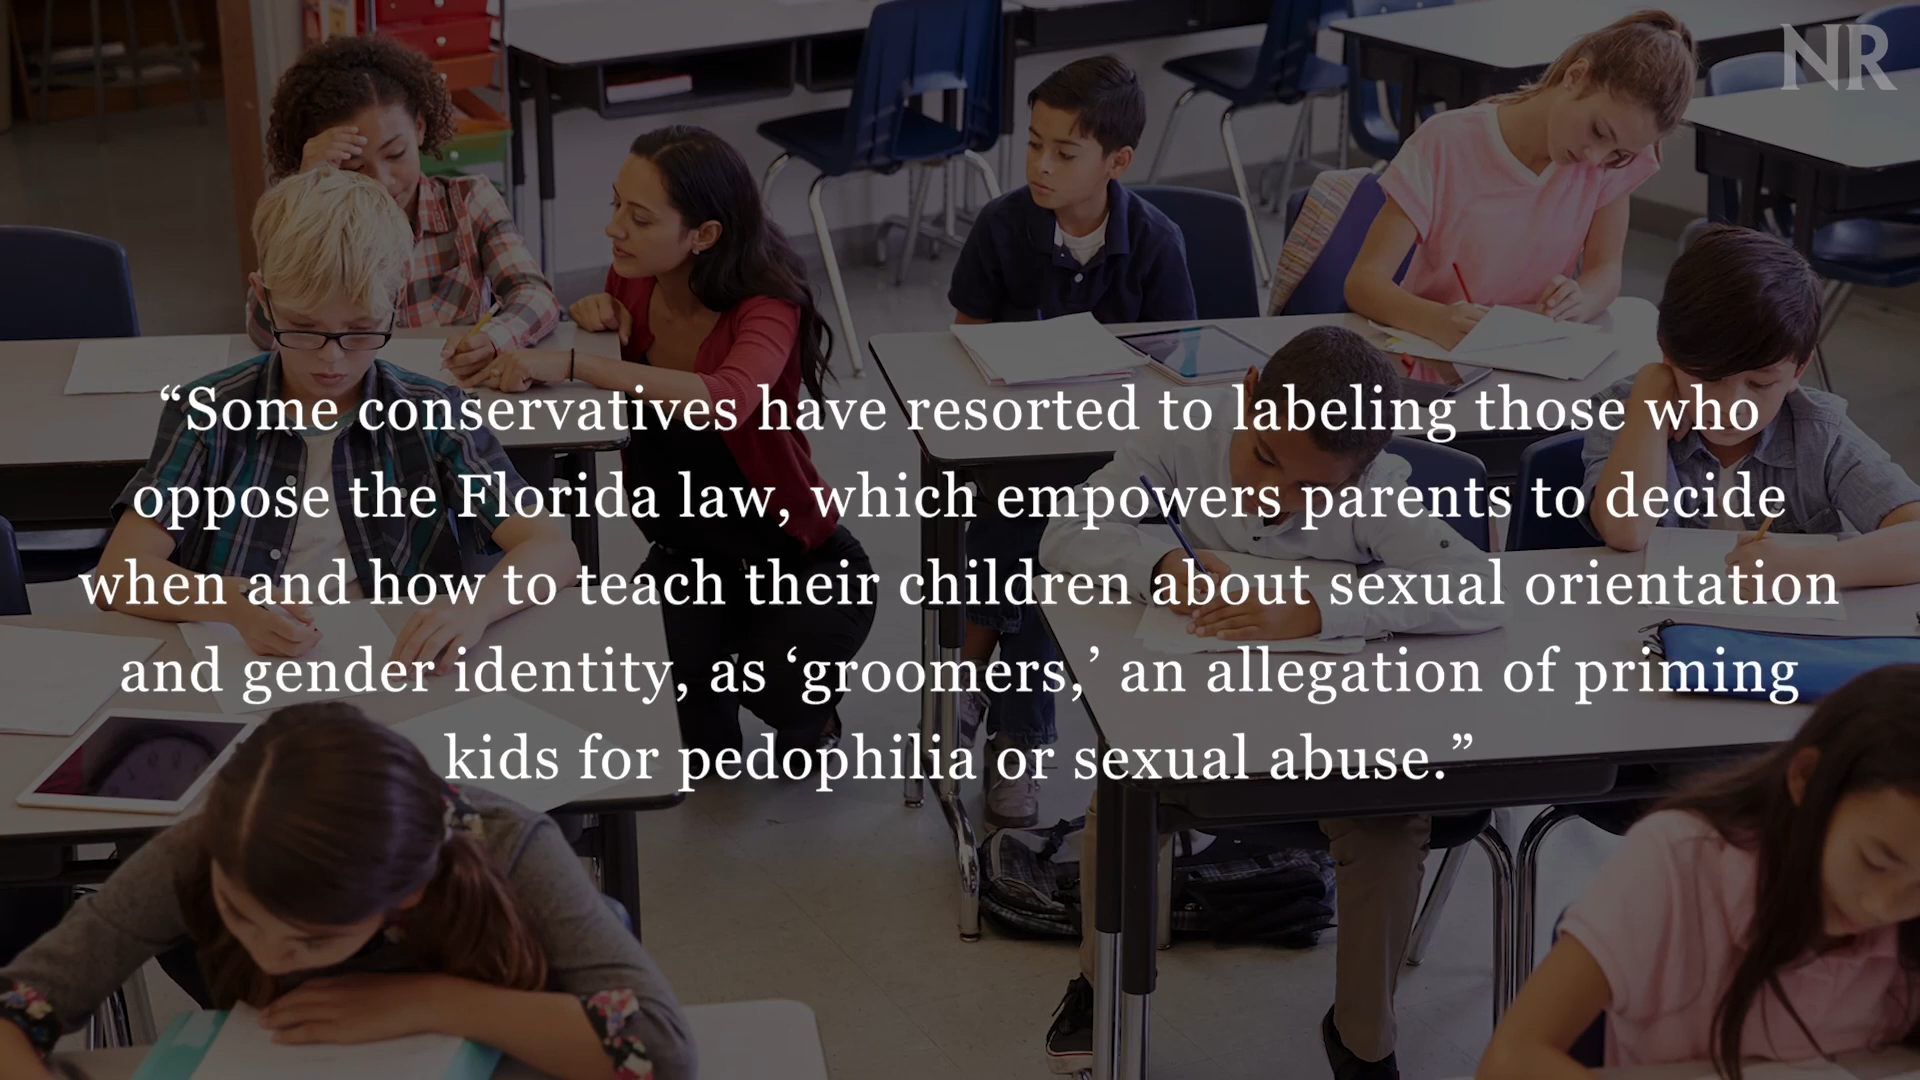 NR
“Some conservatives have resorted to labeling those who
oppose the Florida law, which empowers parents to decide
when and how to teach their children about sexual orientation
and gender identity, as ‘groomers,’ an allegation of priming
kids for pedophilia or sexual abuse.”